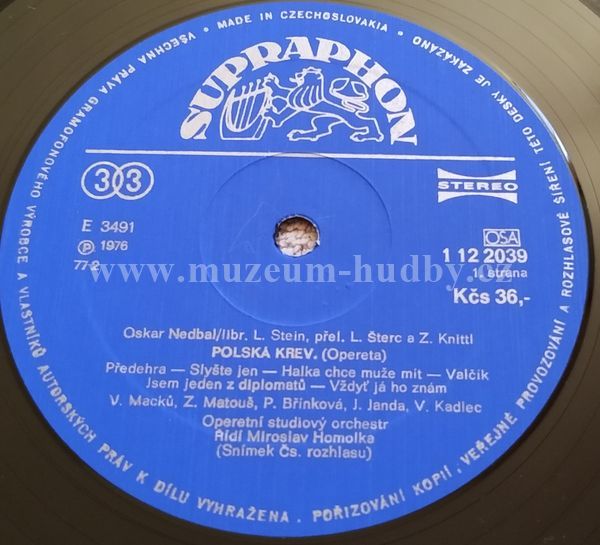 VŠECHNA PRÁVA GRAMOFONOVÉHO VÝROBCE A VLASTNÍKŮ AUTORSKÝCH PRÁV K DÍLU VYHRAŽENA. POŘIZOVÁNÍ KOPIÍ, VEŘEJNÉ PROVOZOVÁNÍ A ROZHLASOVÉ ŠÍŘENÍ TÉTO DESKY JE ZAKÁZÁNO • MADE IN CZECHOSLOVAKIA •
SUPRAPHON
33
STEREO
E 3491
Ⓟ 1976
77-2
OSA
1 12 2039
1. strana
Kčs 36,-
www.muzeum-hudby.cz
Oskar Nedbal/libr. L. Stein, přel. L. Šterc a Z. Knittl
POLSKÁ KREV. (Opereta)
Předehra — Slyšte jen — Halka chce muže mít — Valčík
Jsem jeden z diplomatů — Vždyť já ho znám
V. Macků, Z. Matouš, P. Břínková, J. Janda, V. Kadlec
Operetní studiový orchestr
Řídí Miroslav Homolka
(Snímek Čs. rozhlasu)